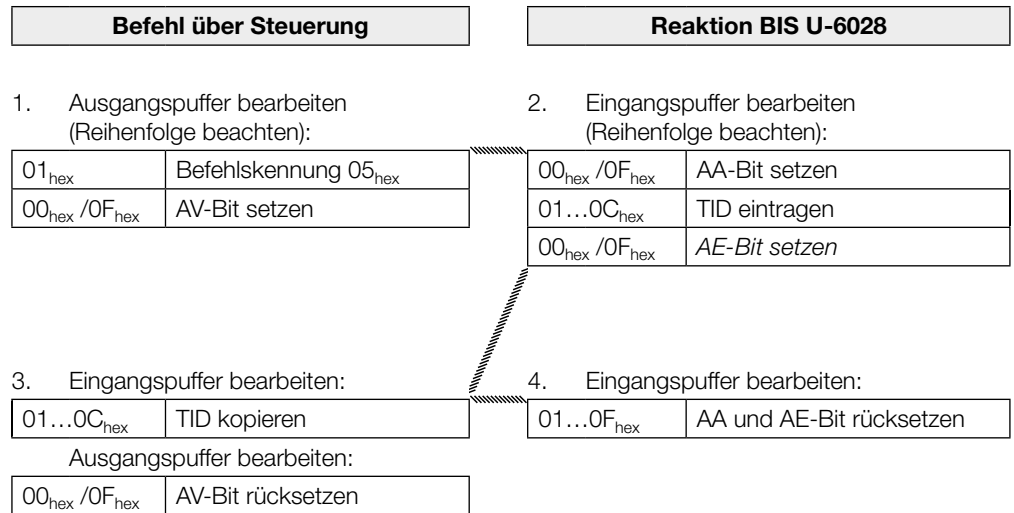 Befehl über Steuerung
Reaktion BIS U-6028
1. Ausgangspuffer bearbeiten
(Reihenfolge beachten):
01hex Befehlskennung 05hex
00hex /0Fhex AV-Bit setzen
2. Eingangspuffer bearbeiten
(Reihenfolge beachten):
00hex /0Fhex AA-Bit setzen
01…0Chex TID eintragen
00hex /0Fhex AE-Bit setzen
3. Eingangspuffer bearbeiten:
01…0Chex TID kopieren
Ausgangspuffer bearbeiten:
00hex /0Fhex AV-Bit rücksetzen
4. Eingangspuffer bearbeiten:
01…0Fhex AA und AE-Bit rücksetzen